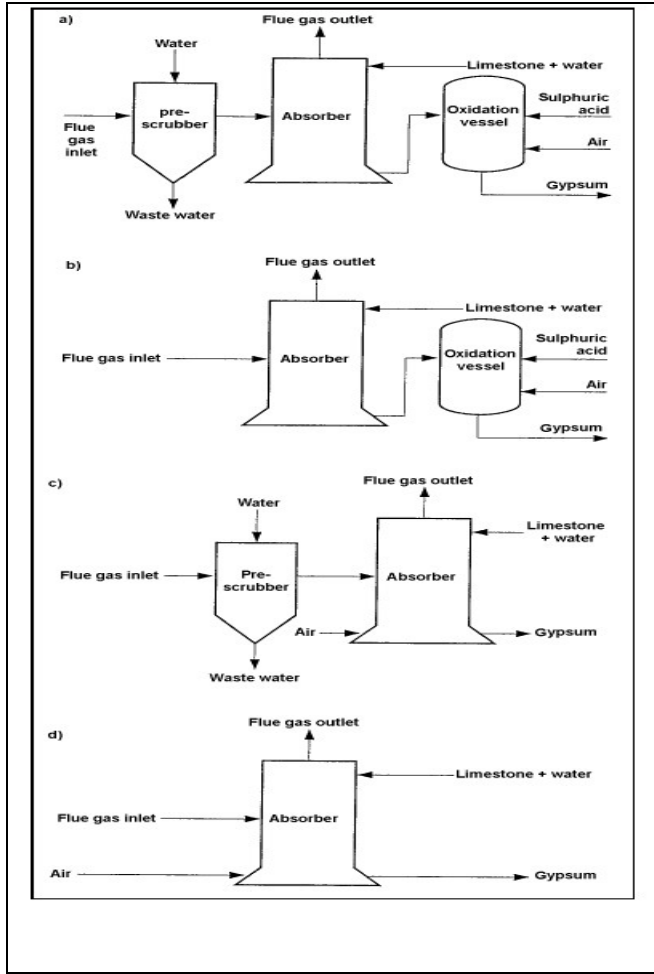 a)
Flue gas outlet
Water
Limestone + water
pre-
scrubber
Absorber
Oxidation
vessel
Sulphuric
acid
Flue
gas
inlet
Air
Gypsum
Waste water
b)
Flue gas outlet
Limestone + water
Flue gas inlet
Absorber
Oxidation
vessel
Sulphuric
acid
Air
Gypsum
c)
Flue gas outlet
Water
Limestone
+ water
Flue gas inlet
Pre-
scrubber
Absorber
Air
Gypsum
Waste water
d)
Flue gas outlet
Limestone + water
Flue gas inlet
Absorber
Air
Gypsum